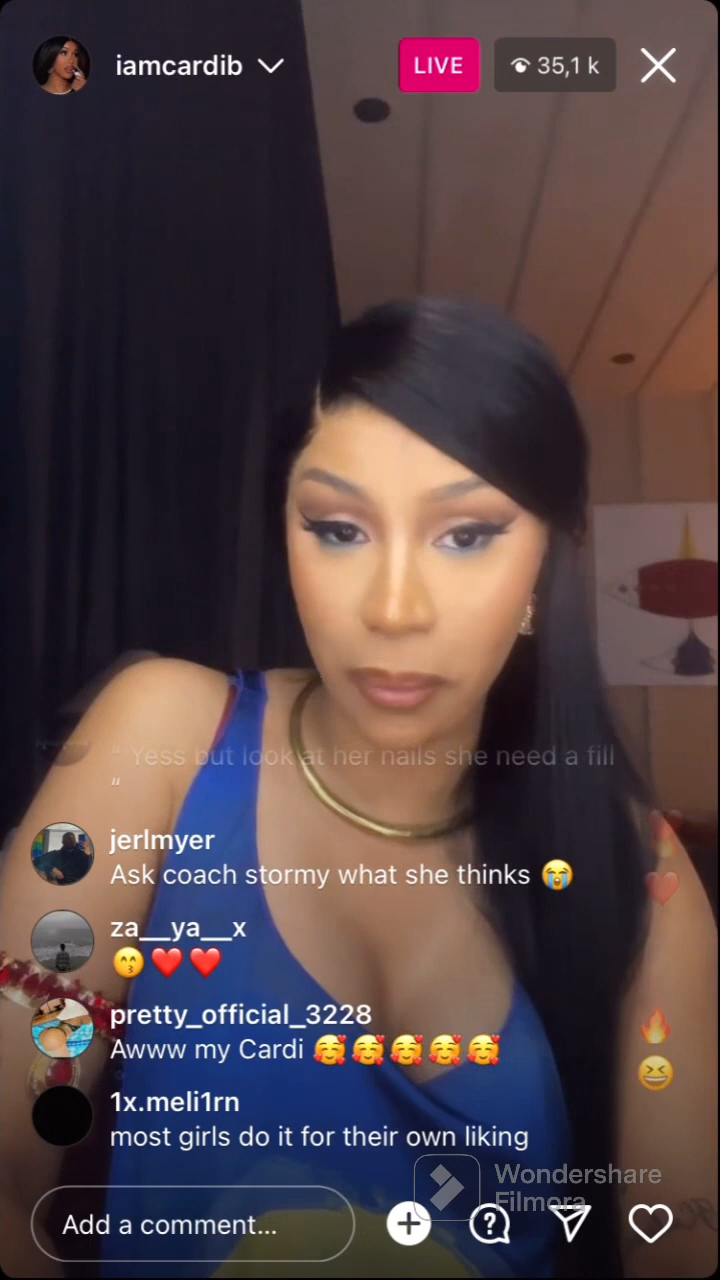 iamcardib
LIVE
35,1 k
“ Yess but look at her nails she need a fill
“
jerlmyer
Ask coach stormy what she thinks 😭
za__ya__x
😙❤️❤️
pretty_official_3228
Awww my Cardi 🥰🥰🥰🥰🥰
1x.meli1rn
most girls do it for their own liking
Wondershare
Filmora
Add a comment...